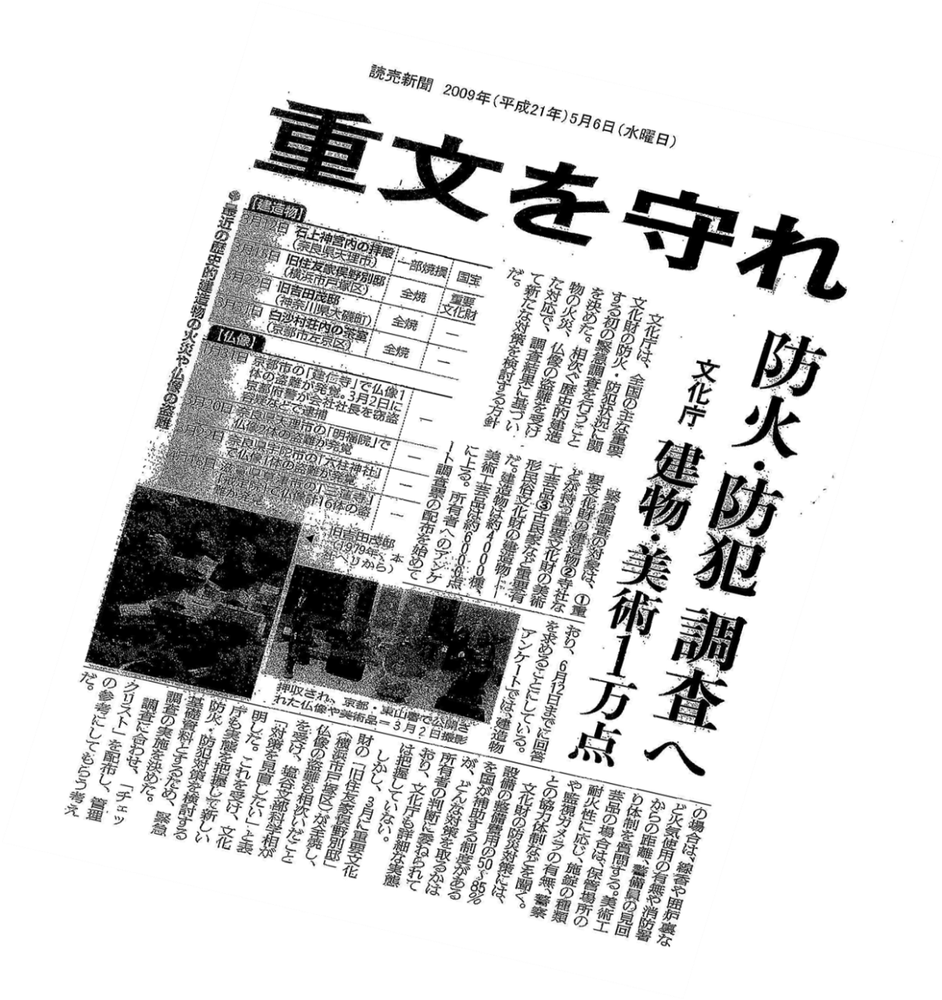 読売新聞 2009年(平成21年)5月6日(水曜日)
重文を守れ
防火・防犯 調査へ
文化庁
建物・美術1万点
文化庁は、全国の主な重要
文化財の防火・防犯状況に関
する初の緊急調査を行うこと
を決めた。相次ぐ歴史的建造
物の火災、仏像の盗難を受け
た対応で、調査結果に基づい
て新たな対策を検討する方針
だ。
緊急調査の対象は、①重
要文化財の建造物②寺社な
どが持つ重要文化財の美術
工芸品③古民家など重要有
形民俗文化財の建造物――
だ。建造物は約4000棟、
美術工芸品は約6000点
に上る。所有者へのアンケ
ート調査票の配布を始めて
おり、6月12日までに回答
を求めることにしている。
アンケートでは、建造物
の場合は、線香や囲炉裏な
ど火気使用の有無や消防署
からの距離、警備員の見回
り体制を質問する。美術工
芸品の場合は、保管場所の
耐火性に応じ、施錠の種類
や監視カメラの有無、警察
との協力体制などを聞く。
文化財の防災対策には、
設備の整備費用の50〜85%
を国が補助する制度がある
が、どんな対策を取るかは
所有者の判断に委ねられて
おり、文化庁も詳細な実態
は把握していない。
しかし、3月に重要文化
財の「旧住友家俣野別邸」
(横浜市戸塚区)が全焼し、
仏像の盗難も相次いだこと
を受け、塩谷文部科学相が
「対策を見直したい」と表
明した。これを受け、文化
庁も実態を把握して新しい
防火・防犯対策を検討する
基礎資料とするため、緊急
調査の実施を決めた。
調査に合わせ、「チェッ
クリスト」を配布し、管理
の参考にしてもらう考え
だ。
最近の歴史的建造物の火災や仏像の盗難
【建造物】
石上神宮内の拝殿
(奈良県天理市)
一部焼損
国宝
3月15日 旧住友家俣野別邸
(横浜市戸塚区)
全焼
重要
文化財
3月22日 旧吉田茂邸
(神奈川県大磯町)
全焼
―
3月31日 白沙村荘内の茶室
(京都市左京区)
全焼
―
【仏像】
京都市の「建仁寺」で仏像1
体の盗難が発覚。3月2日に
京都府警が会社社長を窃盗
容疑などで逮捕
―
3月20日 奈良県天理市の「明福院」で
仏像2体の盗難が発覚
―
奈良県宇陀市の「六柱神社」
で仏像1体の盗難が発覚
―
滋賀県草津市の
で仏像計16体の盗
難が発覚
―
旧吉田茂邸
(1979年、本
社ヘリから)
押収され、京都・東山署で公開さ
れた仏像や美術品=3月2日撮影